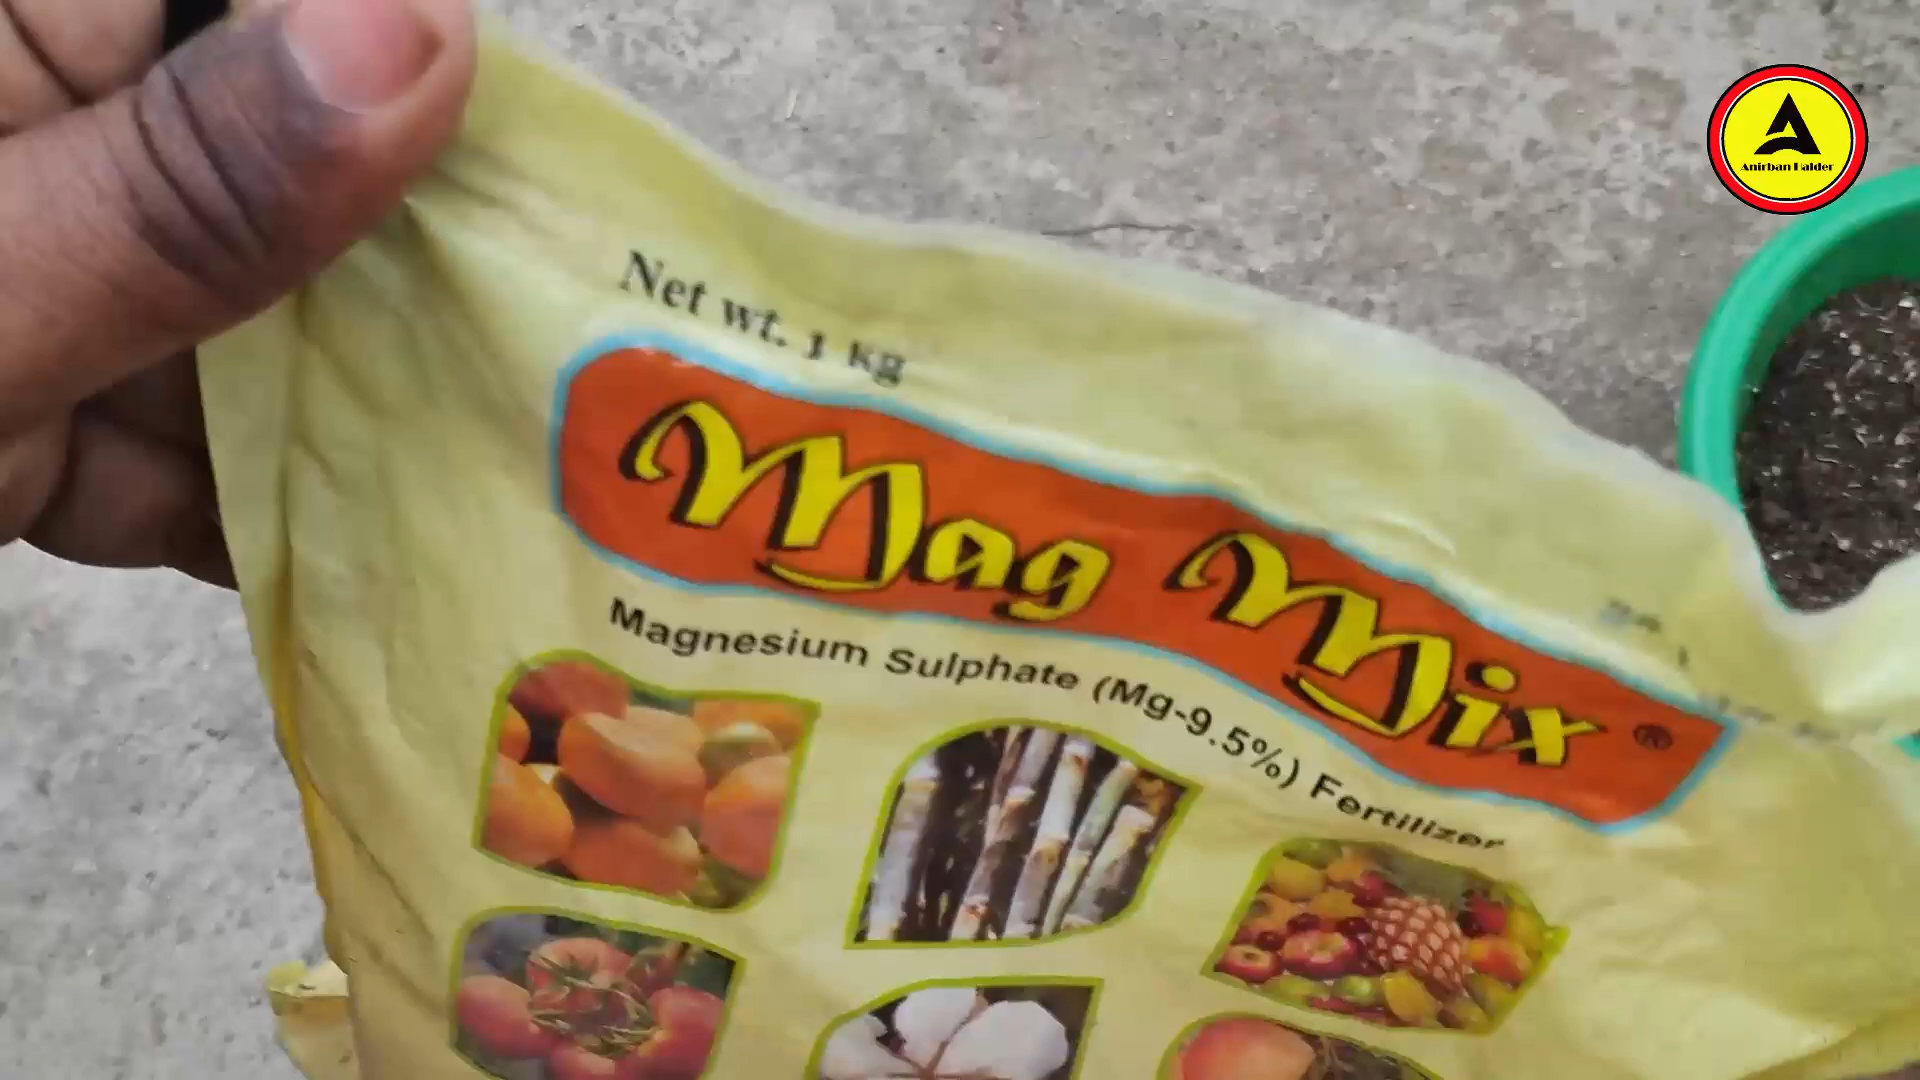 Anirban Halder
Net wt. 1 kg
Mag Mix ®
Magnesium Sulphate (Mg-9.5%) Fertilizer